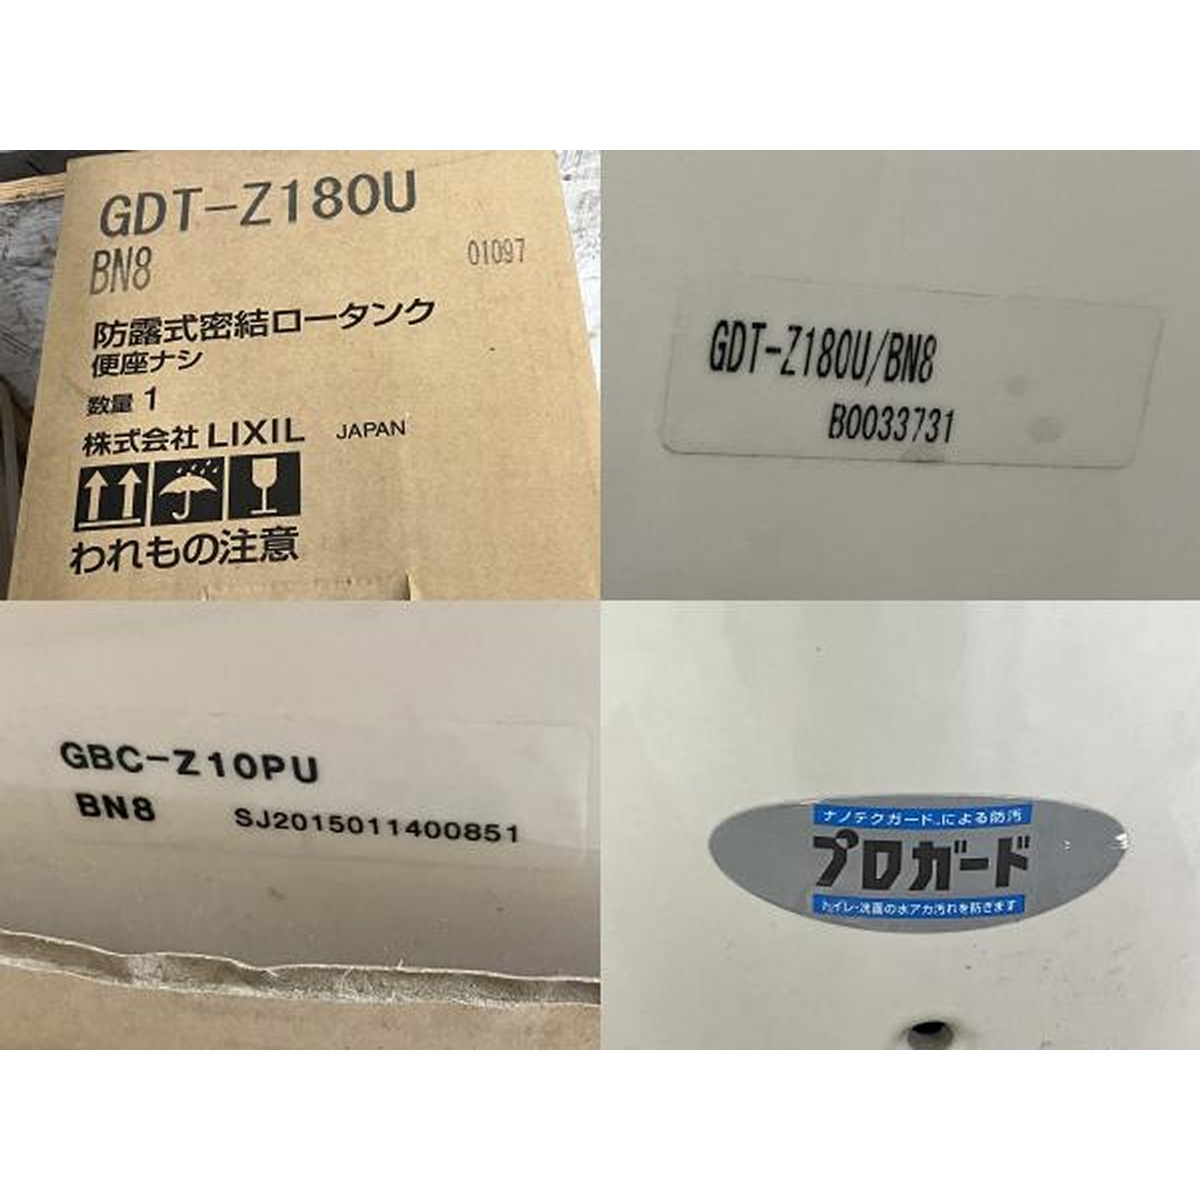 GDT-Z180U
BN8
01097
防露式密結ロータンク
便座ナシ
数量 1
株式会社 LIXIL JAPAN
われもの注意
GDT-Z180U/BN8
B0033731
GBC-Z10PU
BN8 SJ2015011400851
ナノテクガード™による防汚
プロガード
トイレ・洗面の水アカ汚れを防ぎます